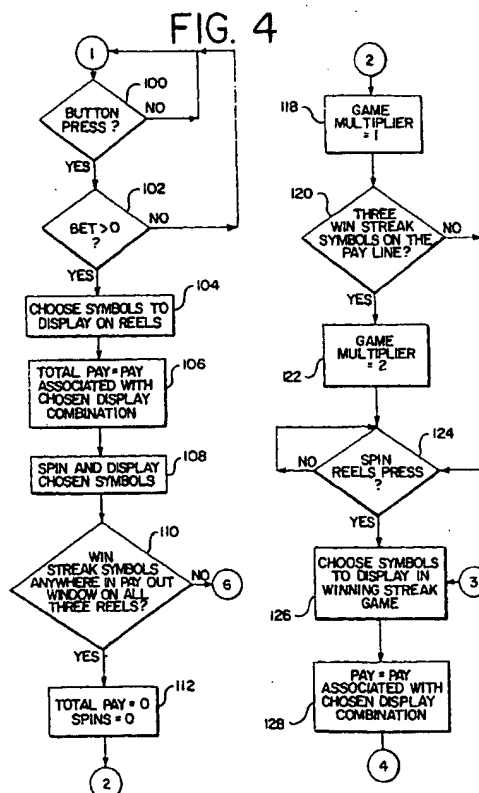 FIG. 4
1
100
BUTTON
PRESS ?
NO
YES
102
BET>0
?
NO
YES
104
CHOOSE SYMBOLS TO
DISPLAY ON REELS
106
TOTAL PAY=PAY
ASSOCIATED WITH
CHOSEN DISPLAY
COMBINATION
108
SPIN AND DISPLAY
CHOSEN SYMBOLS
110
WIN
STREAK SYMBOLS
ANYWHERE IN PAY OUT
WINDOW ON ALL
THREE REELS?
NO
6
YES
112
TOTAL PAY = 0
SPINS = 0
2
2
118
GAME
MULTIPLIER
= 1
120
THREE
WIN STREAK
SYMBOLS ON THE
PAY LINE?
NO
YES
GAME
MULTIPLIER
= 2
122
124
NO
SPIN
REELS PRESS
?
YES
CHOOSE SYMBOLS
TO DISPLAY IN
WINNING STREAK
GAME
3
126
PAY = PAY
ASSOCIATED WITH
CHOSEN DISPLAY
COMBINATION
128
4